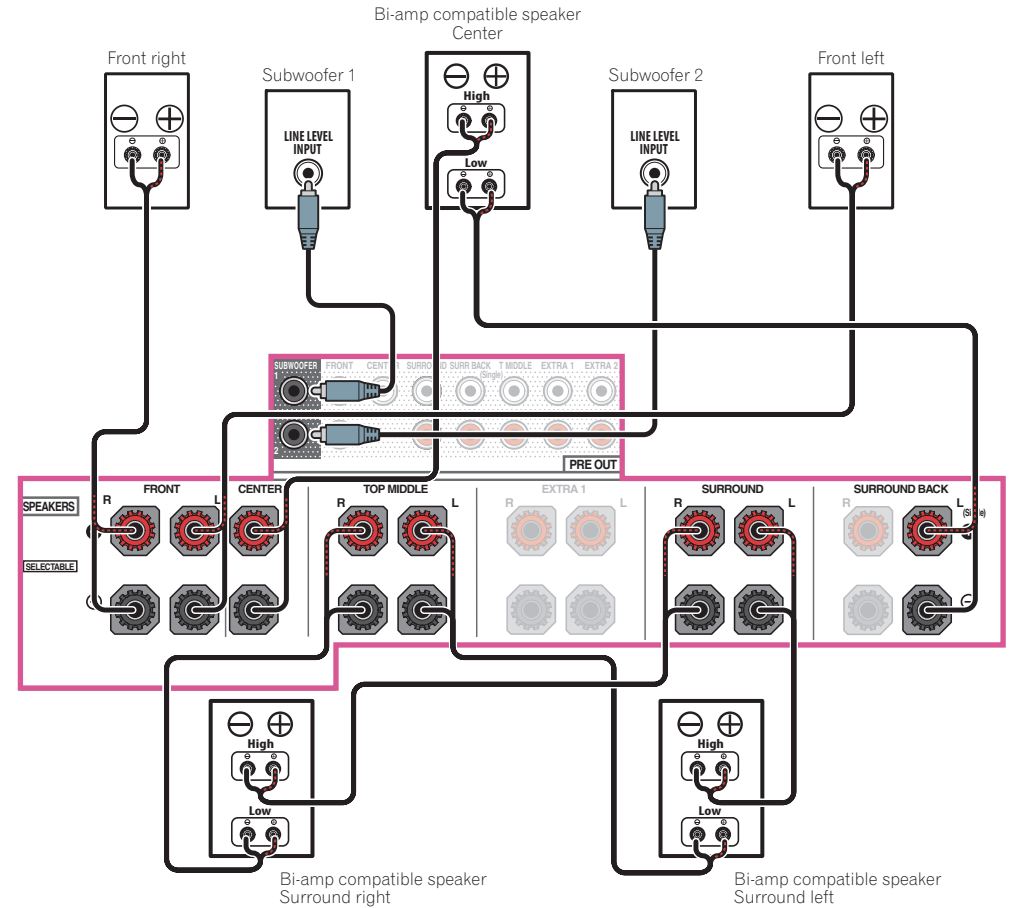 Bi-amp compatible speaker
Center
Front right
Subwoofer 1
Subwoofer 2
Front left
High
LINE LEVEL
INPUT
LINE LEVEL
INPUT
Low
SUBWOOFER
FRONT
SURROUND
SURR BACK
T MIDDLE
EXTRA 1
EXTRA 2
1
(Single)
2
PRE OUT
SPEAKERS
FRONT
R
L
CENTER
TOP MIDDLE
R
L
EXTRA 1
R
L
SURROUND
R
L
SURROUND BACK
R
L
SELECTABLE
High
Low
High
Low
Bi-amp compatible speaker
Surround right
Bi-amp compatible speaker
Surround left